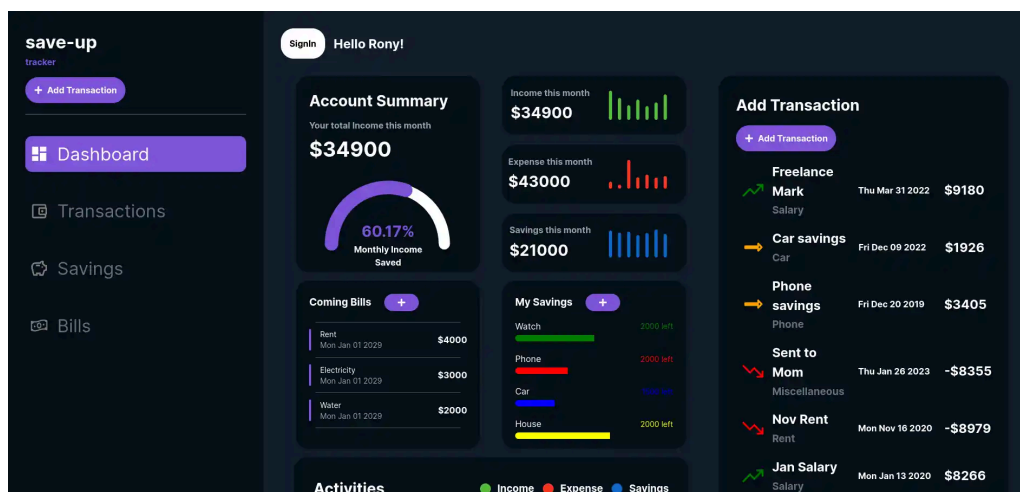 save-up
tracker
+ Add Transaction
Dashboard
Transactions
Savings
Bills
SignIn
Hello Rony!
Account Summary
Your total Income this month
$34900
60.17%
Monthly Income
Saved
Income this month
$34900
Expense this month
$43000
Savings this month
$21000
Coming Bills
+
Rent
Mon Jan 01 2029
$4000
Electricity
Mon Jan 01 2029
$3000
Water
Mon Jan 01 2029
$2000
My Savings
+
Watch
2000 left
Phone
2000 left
Car
House
2000 left
Activities
Income
Expense
Savings
Add Transaction
+ Add Transaction
Freelance
Mark
Salary
Thu Mar 31 2022
$9180
Car savings
Car
Fri Dec 09 2022
$1926
Phone
savings
Phone
Fri Dec 20 2019
$3405
Sent to
Mom
Miscellaneous
Thu Jan 26 2023
-$8355
Nov Rent
Rent
Mon Nov 16 2020
-$8979
Jan Salary
Salary
Mon Jan 13 2020
$8266